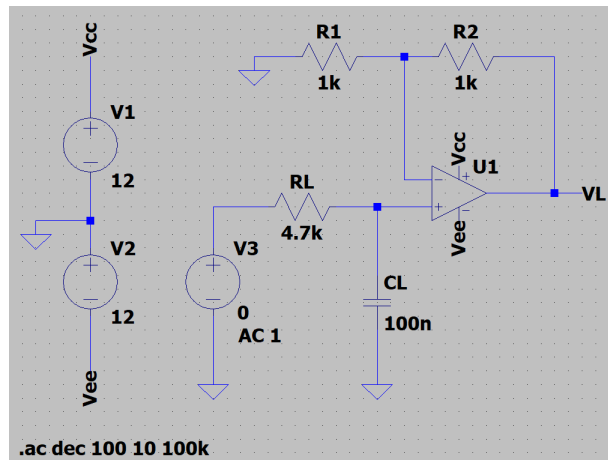 Vcc
V1
12
V2
12
Vee
R1
1k
R2
1k
Vcc
U1
Vee
VL
RL
4.7k
V3
0
AC 1
CL
100n
.ac dec 100 10 100k